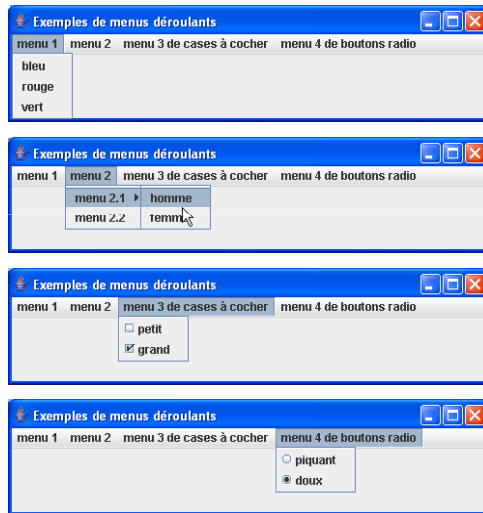 Exemples de menus déroulants
menu 1 menu 2 menu 3 de cases à cocher menu 4 de boutons radio
bleu
rouge
vert
Exemples de menus déroulants
menu 1 menu 2 menu 3 de cases à cocher menu 4 de boutons radio
menu 2.1 homme
menu 2.2 femme
Exemples de menus déroulants
menu 1 menu 2 menu 3 de cases à cocher menu 4 de boutons radio
petit
grand
Exemples de menus déroulants
menu 1 menu 2 menu 3 de cases à cocher menu 4 de boutons radio
piquant
doux